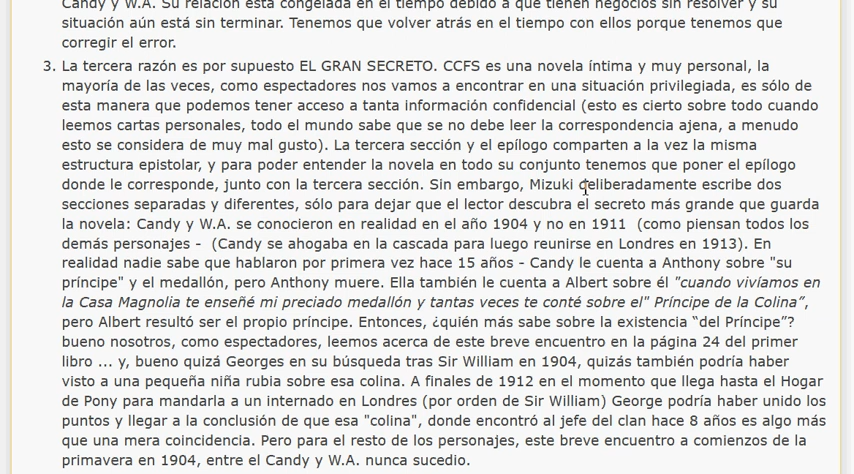 Candy y W.A. Su relación está congelada en el tiempo debido a que tienen negocios sin resolver y su
situación aún está sin terminar. Tenemos que volver atrás en el tiempo con ellos porque tenemos que
corregir el error.
3. La tercera razón es por supuesto EL GRAN SECRETO. CCFS es una novela íntima y muy personal, la
mayoría de las veces, como espectadores nos vamos a encontrar en una situación privilegiada, es sólo de
esta manera que podemos tener acceso a tanta información confidencial (esto es cierto sobre todo cuando
leemos cartas personales, todo el mundo sabe que se no debe leer la correspondencia ajena, a menudo
esto se considera de muy mal gusto). La tercera sección y el epílogo comparten a la vez la misma
estructura epistolar, y para poder entender la novela en todo su conjunto tenemos que poner el epílogo
donde le corresponde, junto con la tercera sección. Sin embargo, Mizuki deliberadamente escribe dos
secciones separadas y diferentes, sólo para dejar que el lector descubra el secreto más grande que guarda
la novela: Candy y W.A. se conocieron en realidad en el año 1904 y no en 1911 (como piensan todos los
demás personajes - (Candy se ahogaba en la cascada para luego reunirse en Londres en 1913). En
realidad nadie sabe que hablaron por primera vez hace 15 años - Candy le cuenta a Anthony sobre "su
príncipe" y el medallón, pero Anthony muere. Ella también le cuenta a Albert sobre él "cuando vivíamos en
la Casa Magnolia te enseñé mi preciado medallón y tantas veces te conté sobre el" Príncipe de la Colina",
pero Albert resultó ser el propio príncipe. Entonces, ¿quién más sabe sobre la existencia "del Príncipe"?
bueno nosotros, como espectadores, leemos acerca de este breve encuentro en la página 24 del primer
libro ... y, bueno quizá Georges en su búsqueda tras Sir William en 1904, quizás también podría haber
visto a una pequeña niña rubia sobre esa colina. A finales de 1912 en el momento que llega hasta el Hogar
de Pony para mandarla a un internado en Londres (por orden de Sir William) George podría haber unido los
puntos y llegar a la conclusión de que esa "colina", donde encontró al jefe del clan hace 8 años es algo más
que una mera coincidencia. Pero para el resto de los personajes, este breve encuentro a comienzos de la
primavera en 1904, entre el Candy y W.A. nunca sucedio.